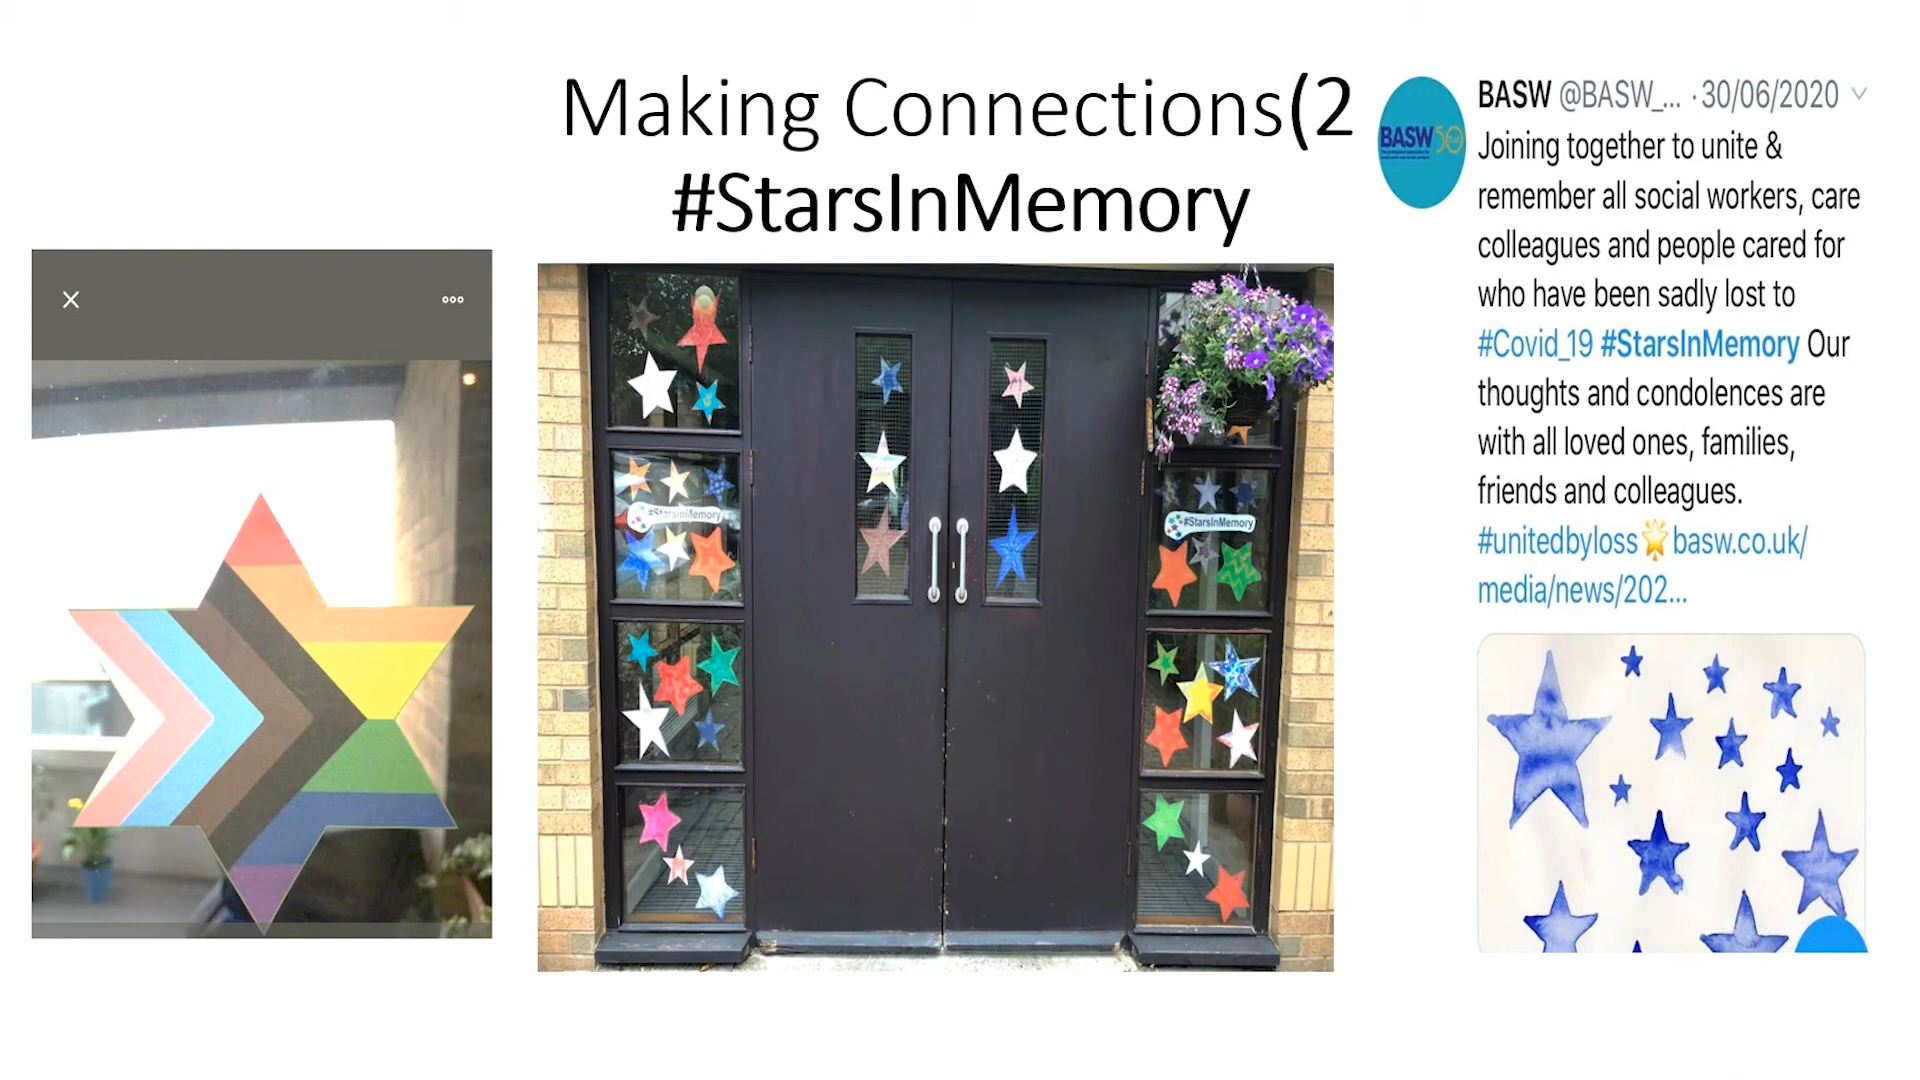 Making Connections(2
#StarsInMemory
#StarsInMemory
#StarsInMemory
BASW50
BASW @BASW_... · 30/06/2020
Joining together to unite &
remember all social workers, care
colleagues and people cared for
who have been sadly lost to
#Covid_19 #StarsInMemory Our
thoughts and condolences are
with all loved ones, families,
friends and colleagues.
#unitedbyloss🌟basw.co.uk/
media/news/202...